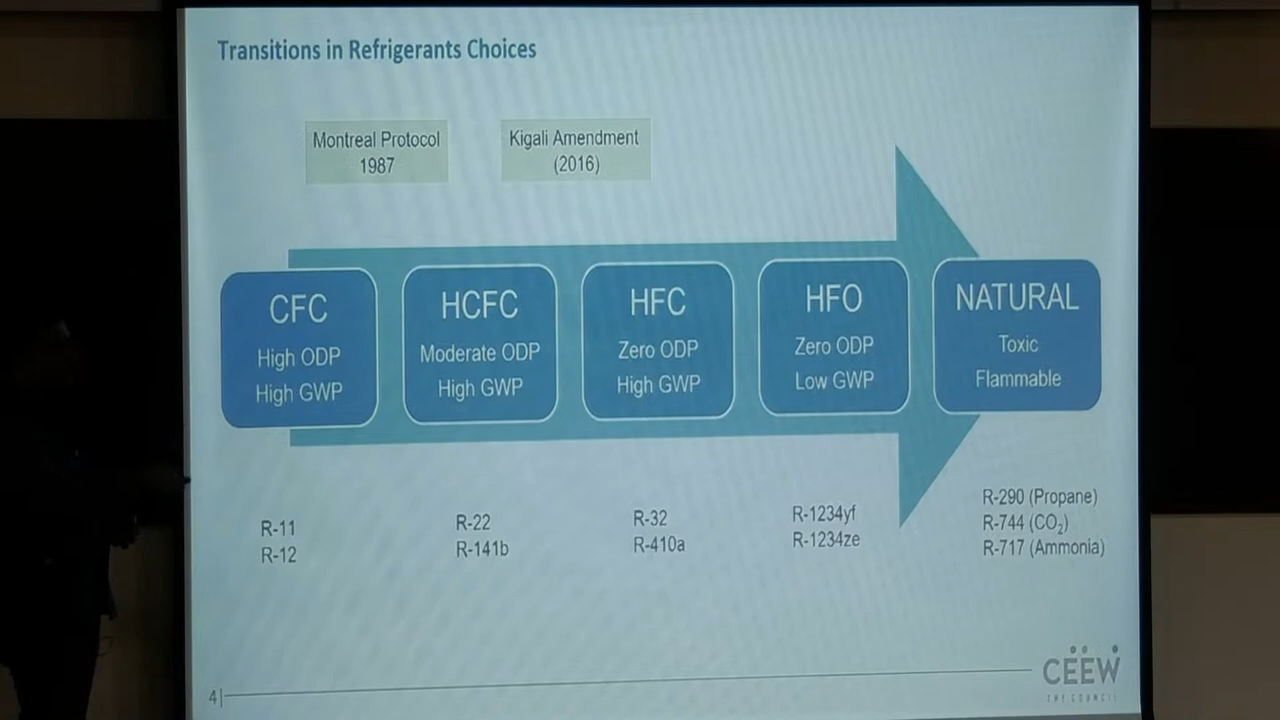 Transitions in Refrigerants Choices
Montreal Protocol
1987
Kigali Amendment
(2016)
CFC
High ODP
High GWP
HCFC
Moderate ODP
High GWP
HFC
Zero ODP
High GWP
HFO
Zero ODP
Low GWP
NATURAL
Toxic
Flammable
R-11
R-12
R-22
R-141b
R-32
R-410a
R-1234yf
R-1234ze
R-290 (Propane)
R-744 (CO₂)
R-717 (Ammonia)
4|
CEEW
THE COUNCIL